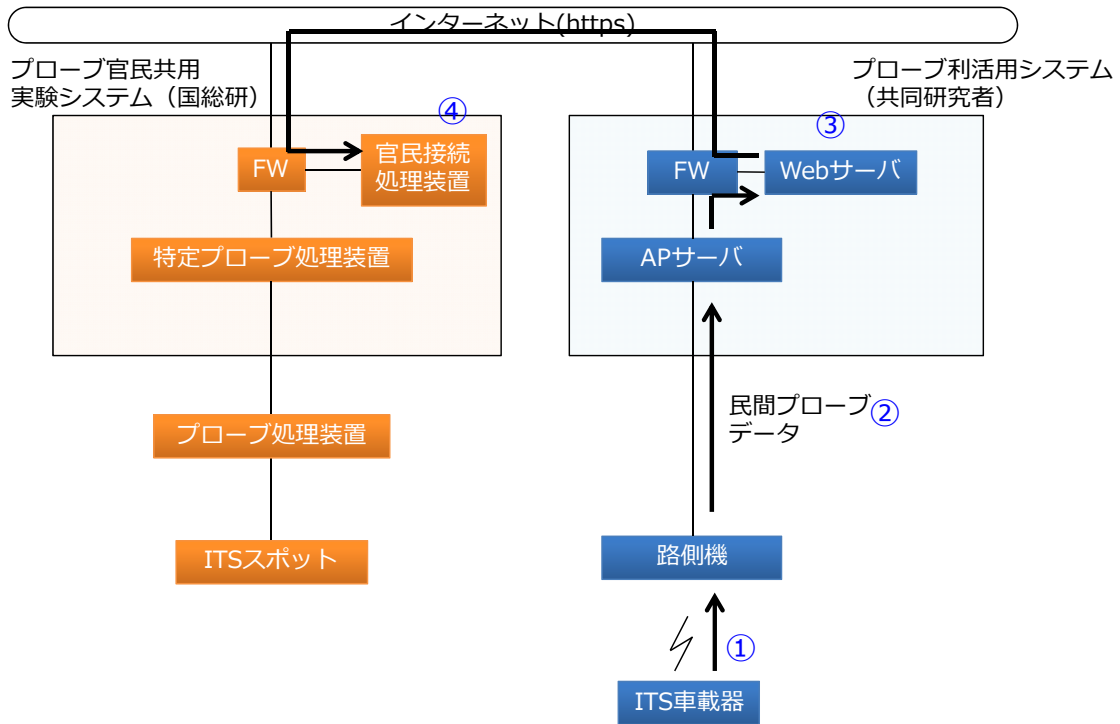 インターネット(https)
プローブ官民共用
実験システム（国総研）
プローブ利活用システム
（共同研究者）
④
③
FW
官民接続
処理装置
FW
Webサーバ
特定プローブ処理装置
APサーバ
民間プローブ
データ
②
プローブ処理装置
ITSスポット
路側機
①
ITS車載器